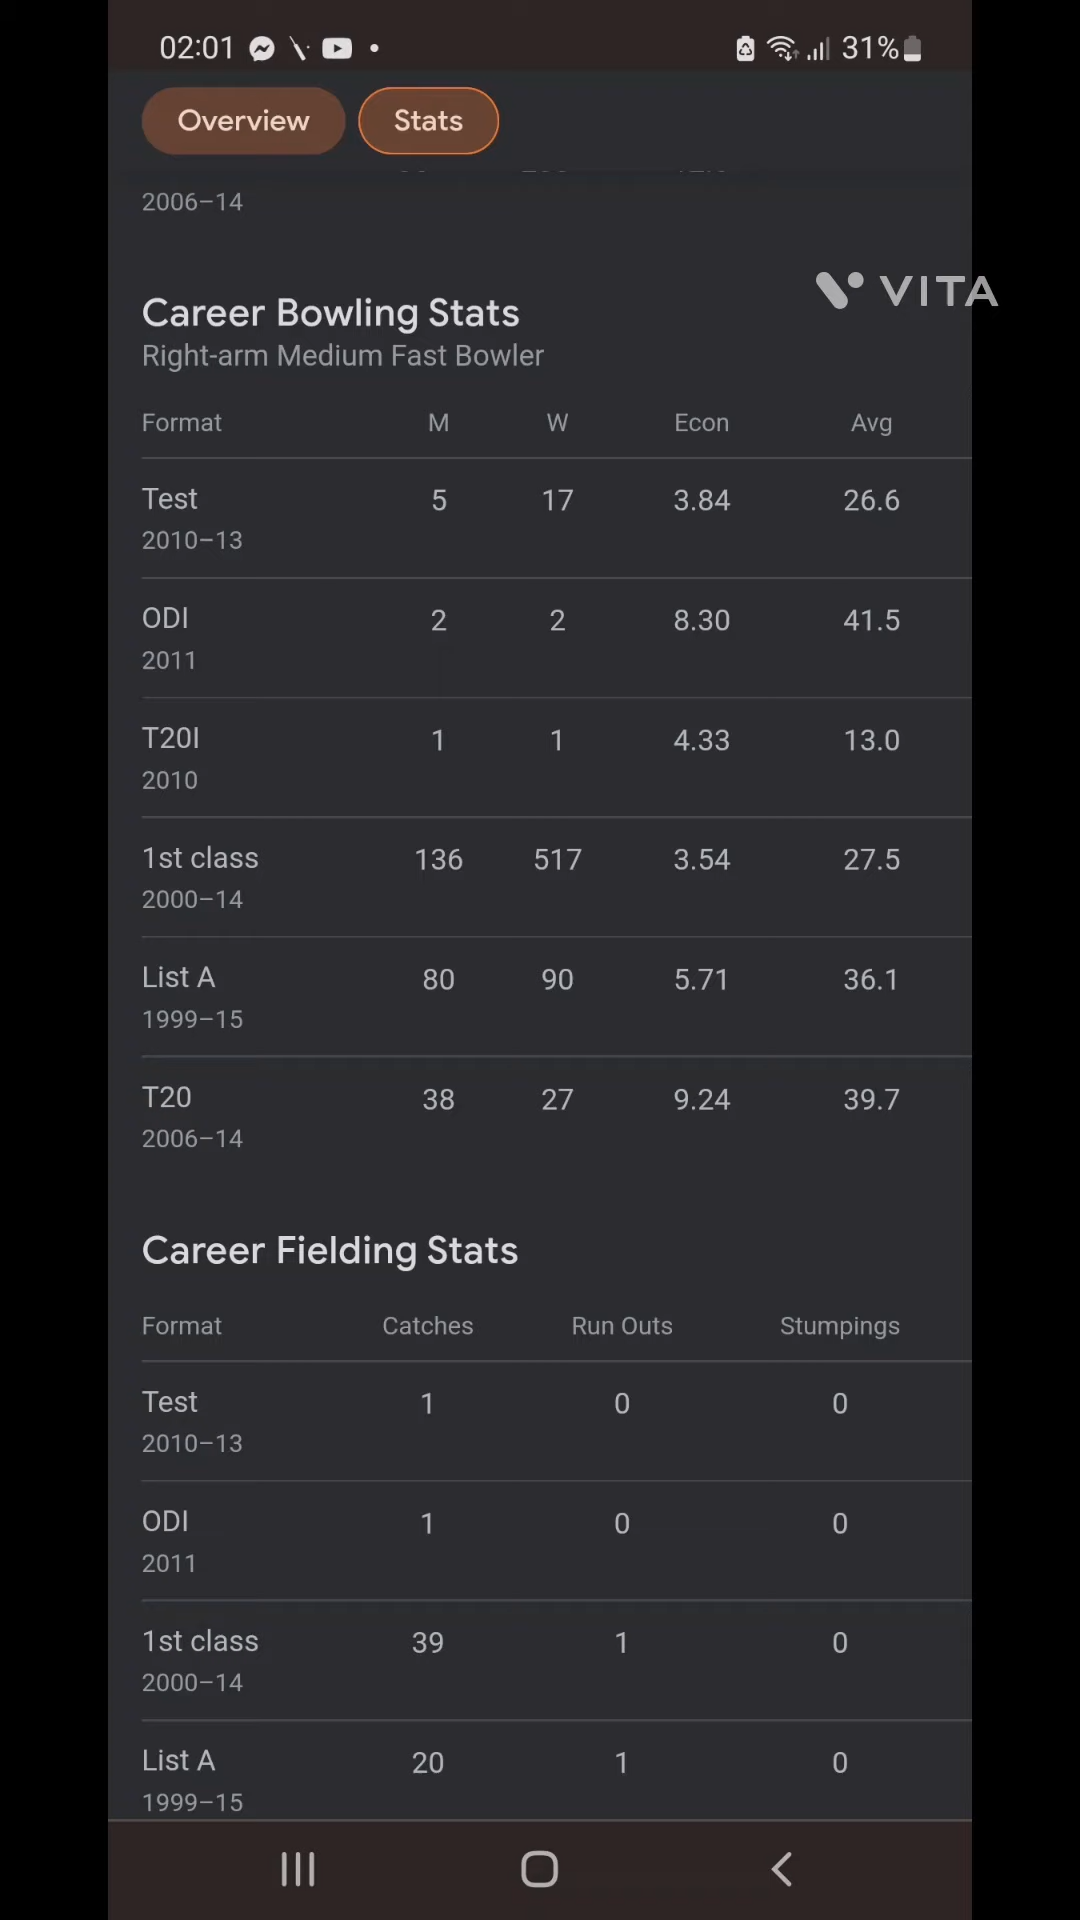 02:01 31%
Overview Stats
2006–14
VITA
Career Bowling Stats
Right-arm Medium Fast Bowler
Format M W Econ Avg
Test 5 17 3.84 26.6
2010–13
ODI 2 2 8.30 41.5
2011
T20I 1 1 4.33 13.0
2010
1st class 136 517 3.54 27.5
2000–14
List A 80 90 5.71 36.1
1999–15
T20 38 27 9.24 39.7
2006–14
Career Fielding Stats
Format Catches Run Outs Stumpings
Test 1 0 0
2010–13
ODI 1 0 0
2011
1st class 39 1 0
2000–14
List A 20 1 0
1999–15